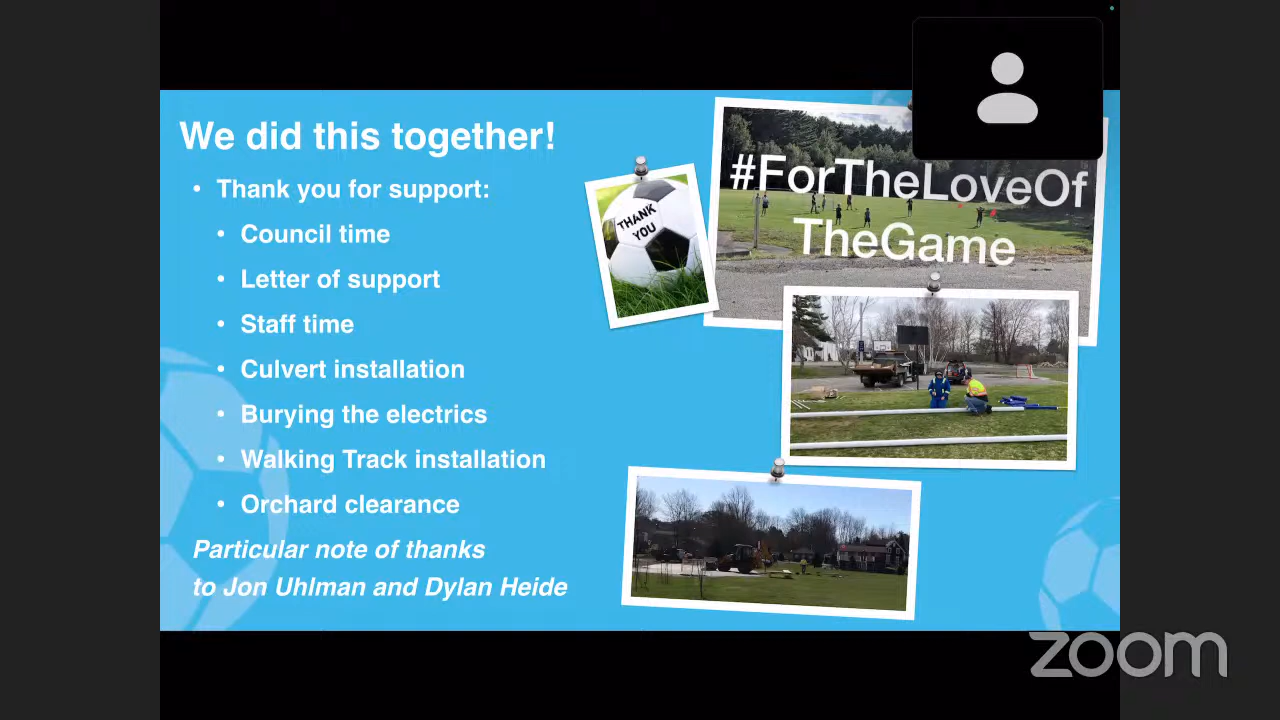 We did this together!
• Thank you for support:
• Council time
• Letter of support
• Staff time
• Culvert installation
• Burying the electrics
• Walking Track installation
• Orchard clearance
Particular note of thanks
to Jon Uhlman and Dylan Heide
THANK
YOU
#ForTheLoveOf
TheGame
zoom